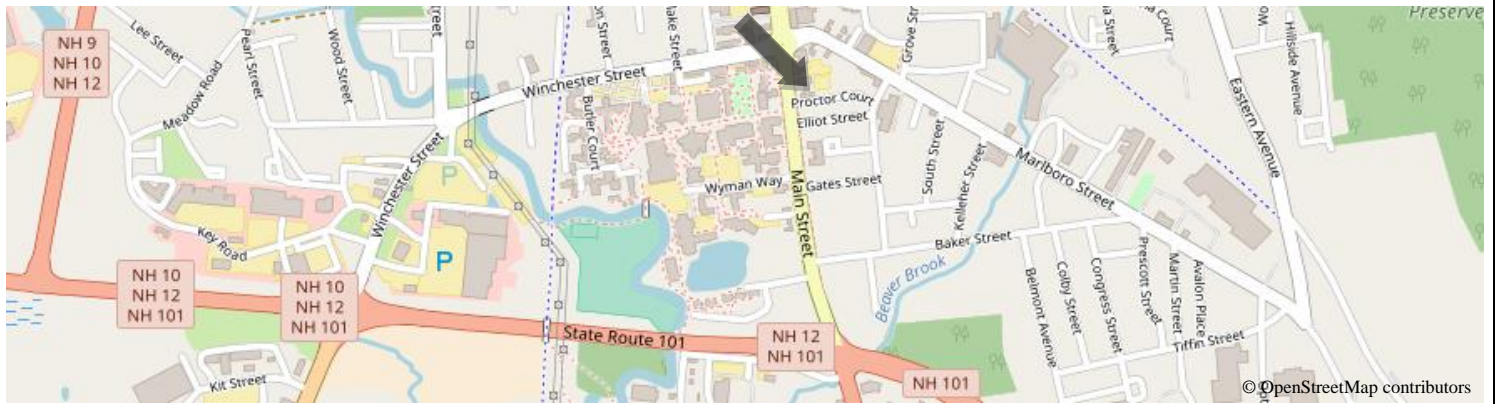 Preserve
NH 9
NH 10
NH 12
Lee Street
Pearl Street
Wood Street
Street
Meadow Road
Winchester Street
Grove Str
Court
Hillside Avenue
Eastern Avenue
Butler Court
Proctor Court
Elliot Street
Main Street
Wyman Way
Gates Street
South Street
Kelleher Street
Marlboro Street
Winchester Street
Key Road
P
P
Baker Street
Beaver Brook
Belmont Avenue
Colby Street
Congress Street
Prescott Street
Martin Street
Avalon Place
Tiffin Street
NH 10
NH 12
NH 101
NH 10
NH 12
NH 101
State Route 101
NH 12
NH 101
NH 101
Kit Street
© OpenStreetMap contributors